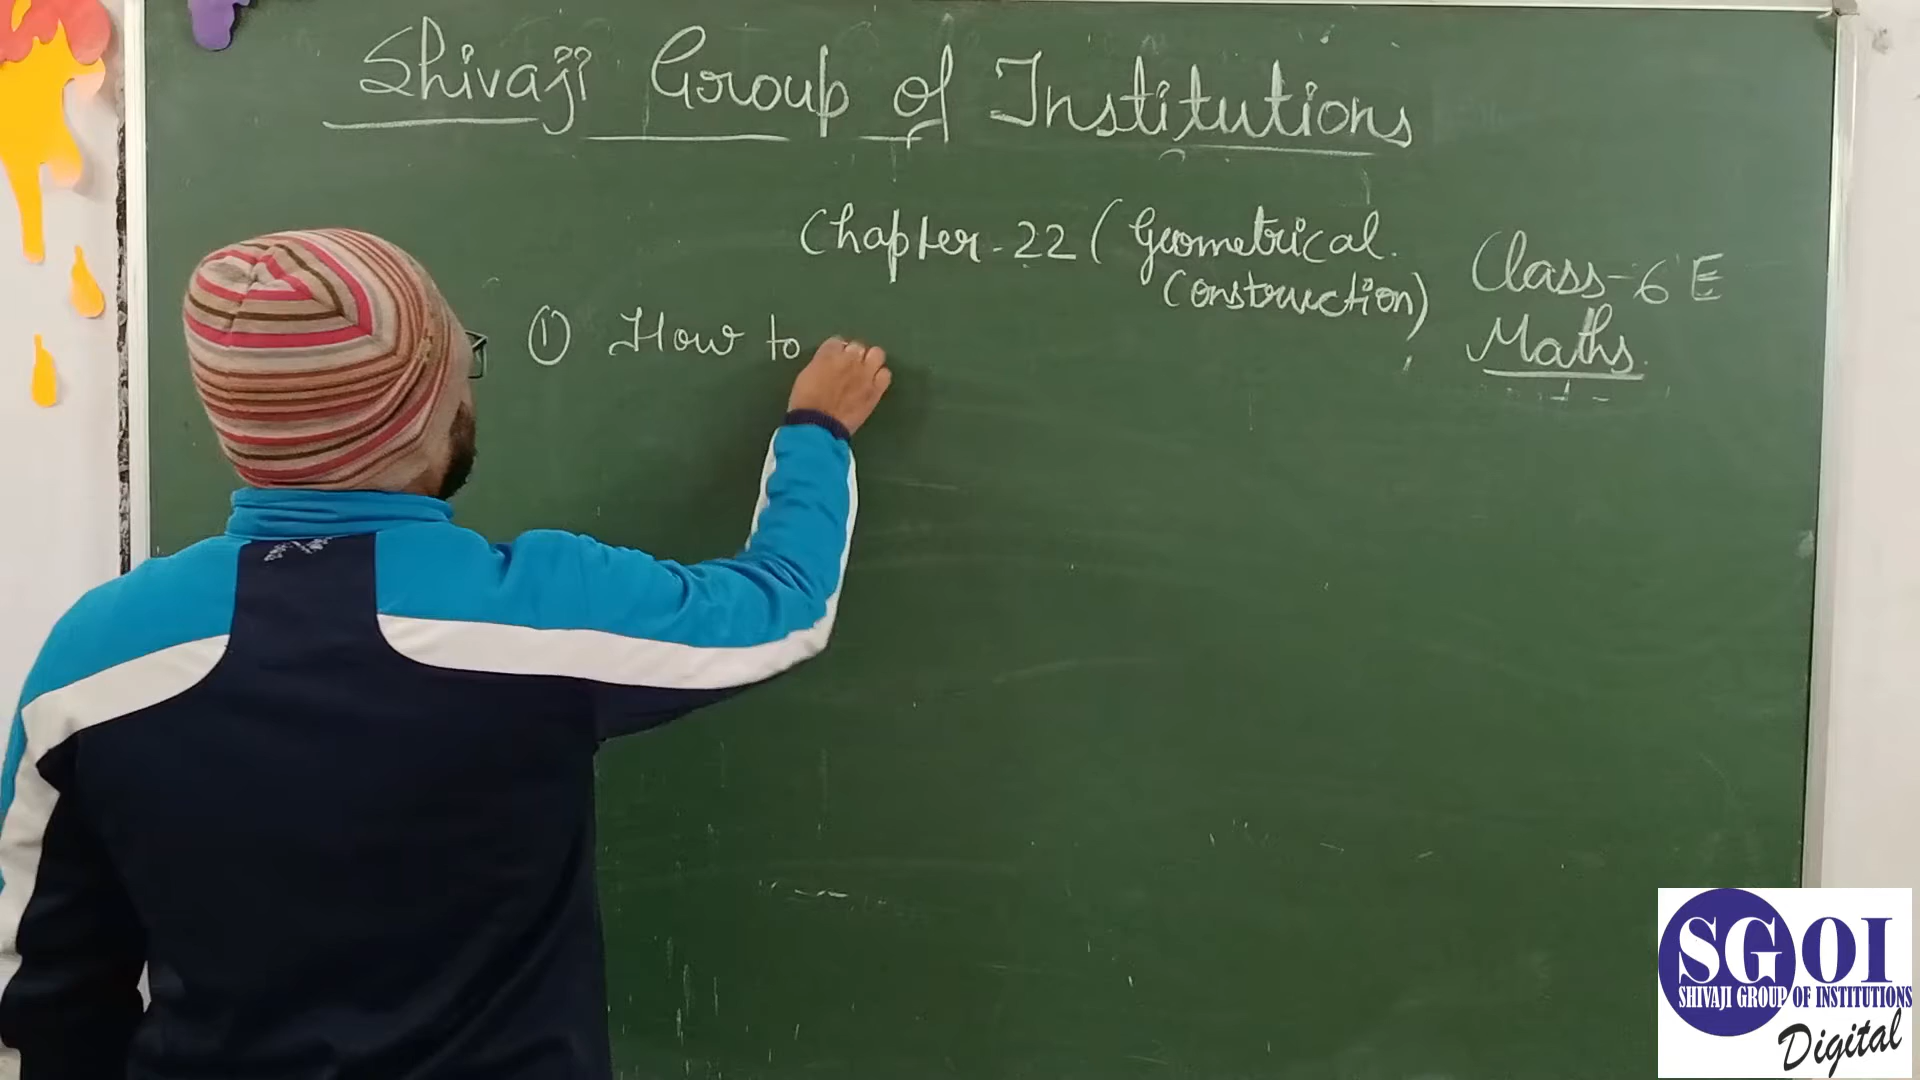 Shivaji Group of Institutions
Chapter-22 (Geometrical
Construction)
Class-6 E
Maths
① How to
SGOI
SHIVAJI GROUP OF INSTITUTIONS
Digital